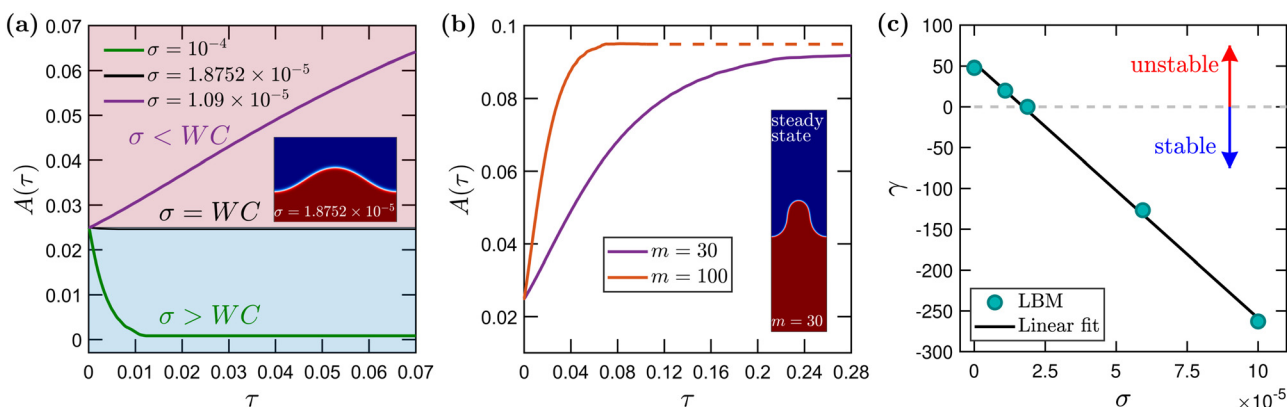 (a)
0.07
0.06
0.05
0.04
0.03
0.02
0.01
0
A(τ)
σ = 10⁻⁴
σ = 1.8752 × 10⁻⁵
σ = 1.09 × 10⁻⁵
σ < WC
σ = 1.8752 × 10⁻⁵
σ = WC
σ > WC
0 0.01 0.02 0.03 0.04 0.05 0.06 0.07
τ
(b)
0.1
0.08
0.06
0.04
0.02
A(τ)
steady
state
m = 30
m = 100
m = 30
0 0.04 0.08 0.12 0.16 0.20 0.24 0.28
τ
(c)
100
50
0
-50
-100
-150
-200
-250
-300
γ
unstable
stable
LBM
Linear fit
0 2.5 5 7.5 10
×10⁻⁵
σ